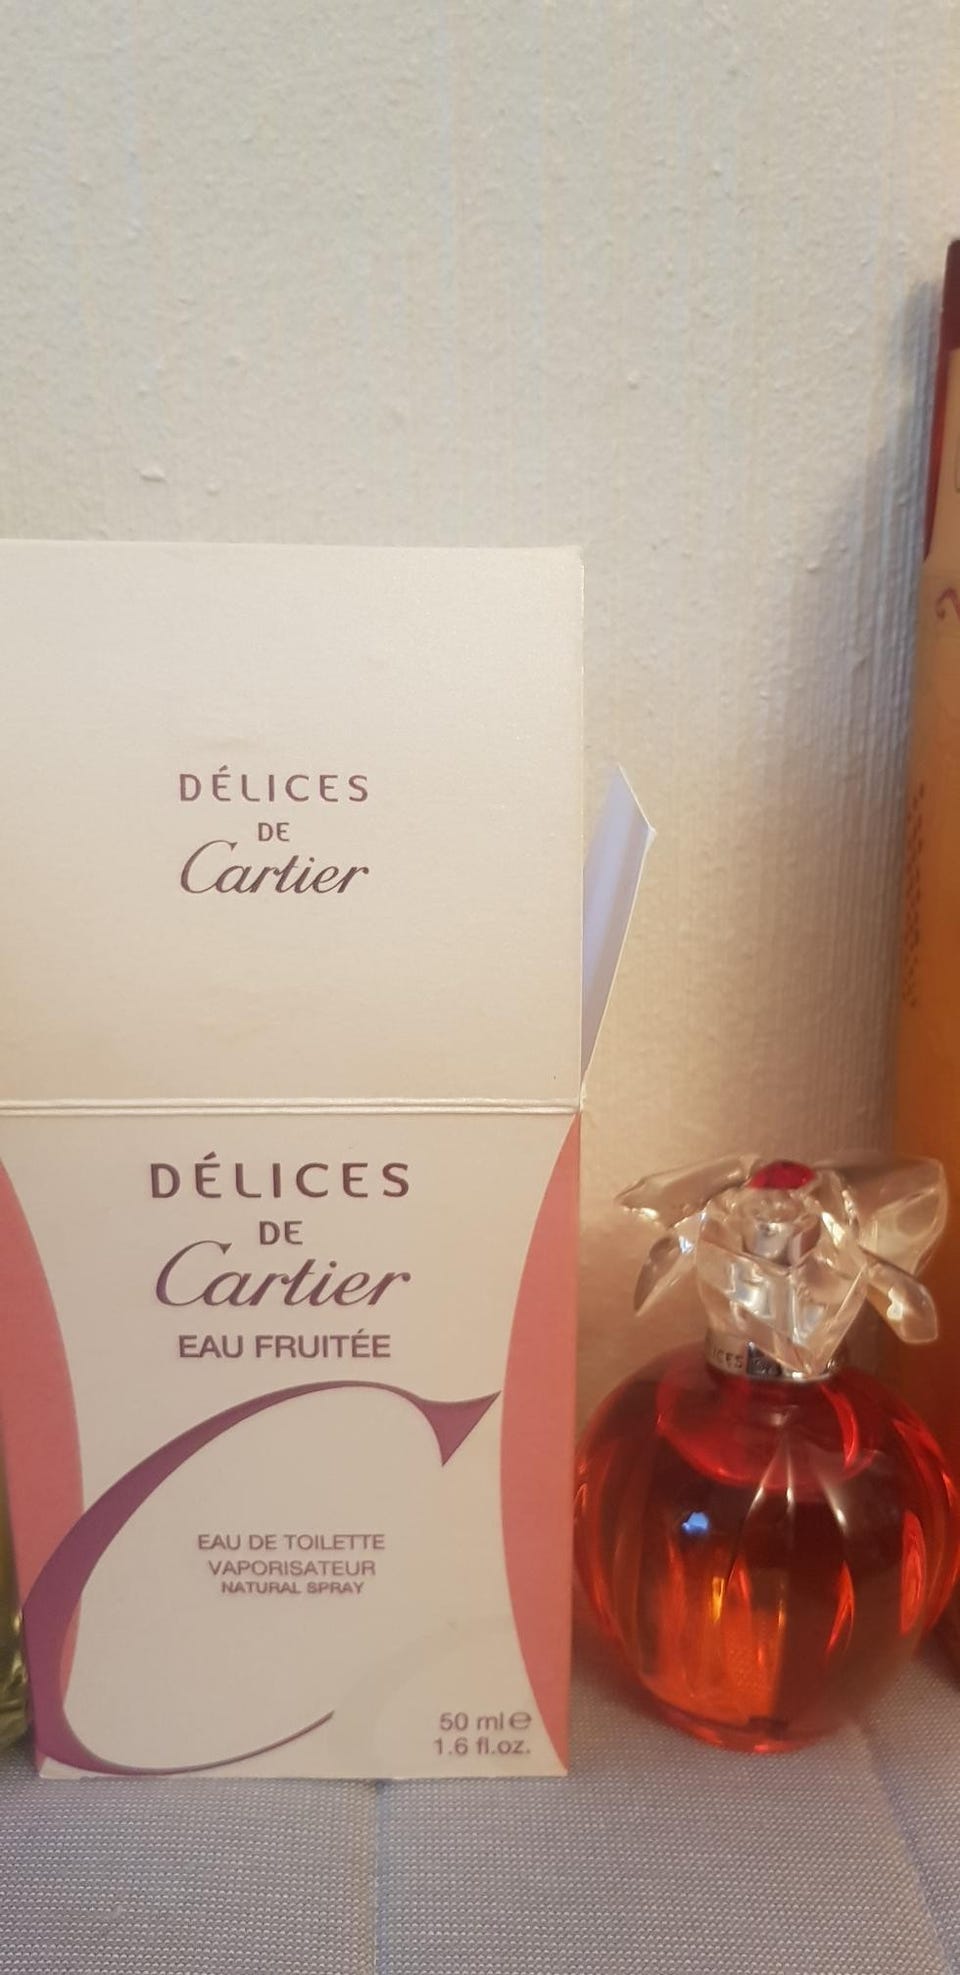 DÉLICES
DE
Cartier
DÉLICES
DE
Cartier
EAU FRUITÉE
EAU DE TOILETTE
VAPORISATEUR
NATURAL SPRAY
50 ml e
1.6 fl.oz.